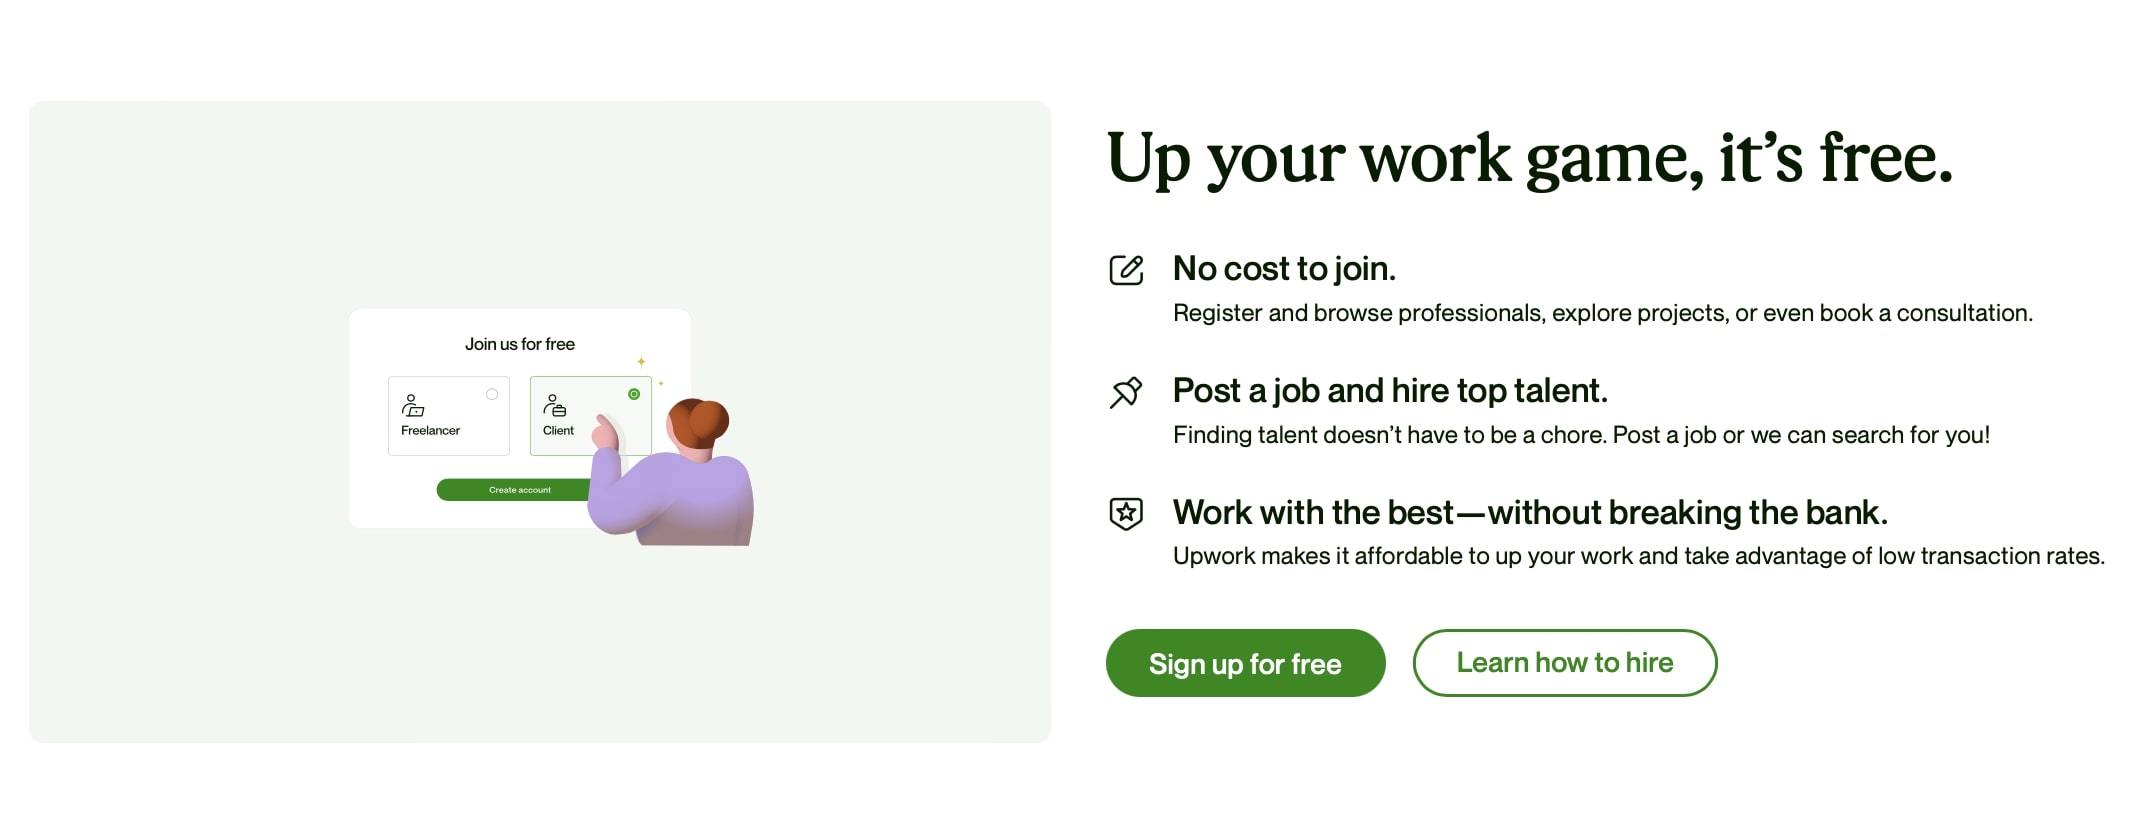 Join us for free
Freelancer
Client
Create account
Up your work game, it’s free.
No cost to join.
Register and browse professionals, explore projects, or even book a consultation.
Post a job and hire top talent.
Finding talent doesn’t have to be a chore. Post a job or we can search for you!
Work with the best—without breaking the bank.
Upwork makes it affordable to up your work and take advantage of low transaction rates.
Sign up for free
Learn how to hire